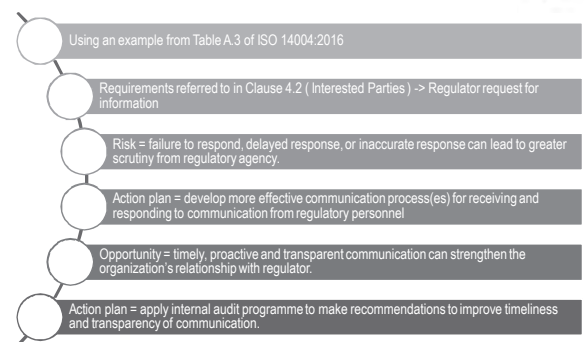 Using an example from Table A.3 of ISO 14004:2016
Requirements referred to in Clause 4.2 ( Interested Parties ) -> Regulator request for
information
Risk = failure to respond, delayed response, or inaccurate response can lead to greater
scrutiny from regulatory agency.
Action plan = develop more effective communication process(es) for receiving and
responding to communication from regulatory personnel
Opportunity = timely, proactive and transparent communication can strengthen the
organization's relationship with regulator.
Action plan = apply internal audit programme to make recommendations to improve timeliness
and transparency of communication.